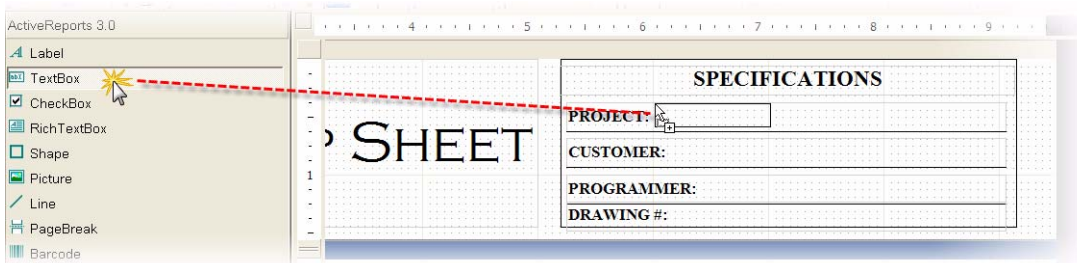 ActiveReports 3.0
Label
TextBox
CheckBox
RichTextBox
Shape
Picture
Line
PageBreak
Barcode
4 5 6 7 8 9
1
SHEET
SPECIFICATIONS
PROJECT:
CUSTOMER:
PROGRAMMER:
DRAWING #: